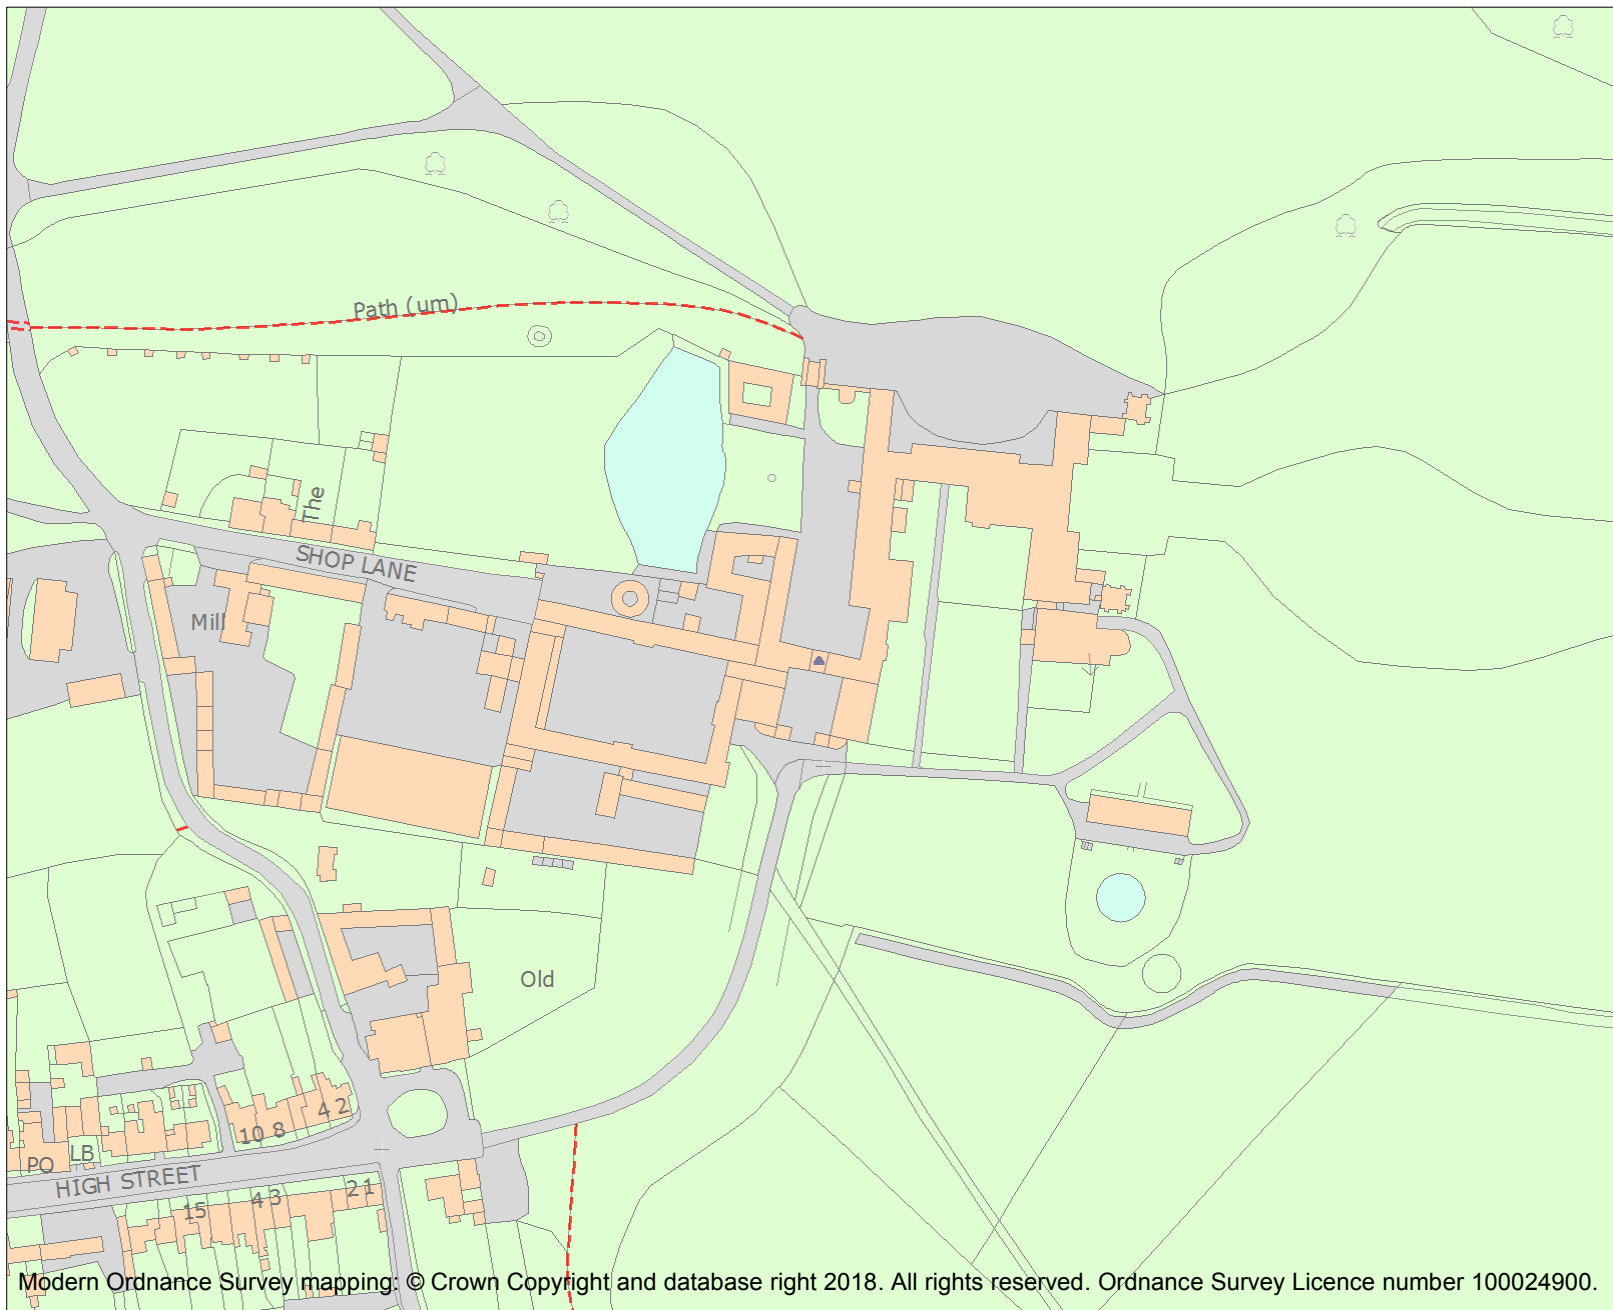 Path (um)
The
SHOP LANE
Mill
Old
4 2
10 8
LB
PO
HIGH STREET
2 1
4 3
15
Modern Ordnance Survey mapping: © Crown Copyright and database right 2018. All rights reserved. Ordnance Survey Licence number 100024900.